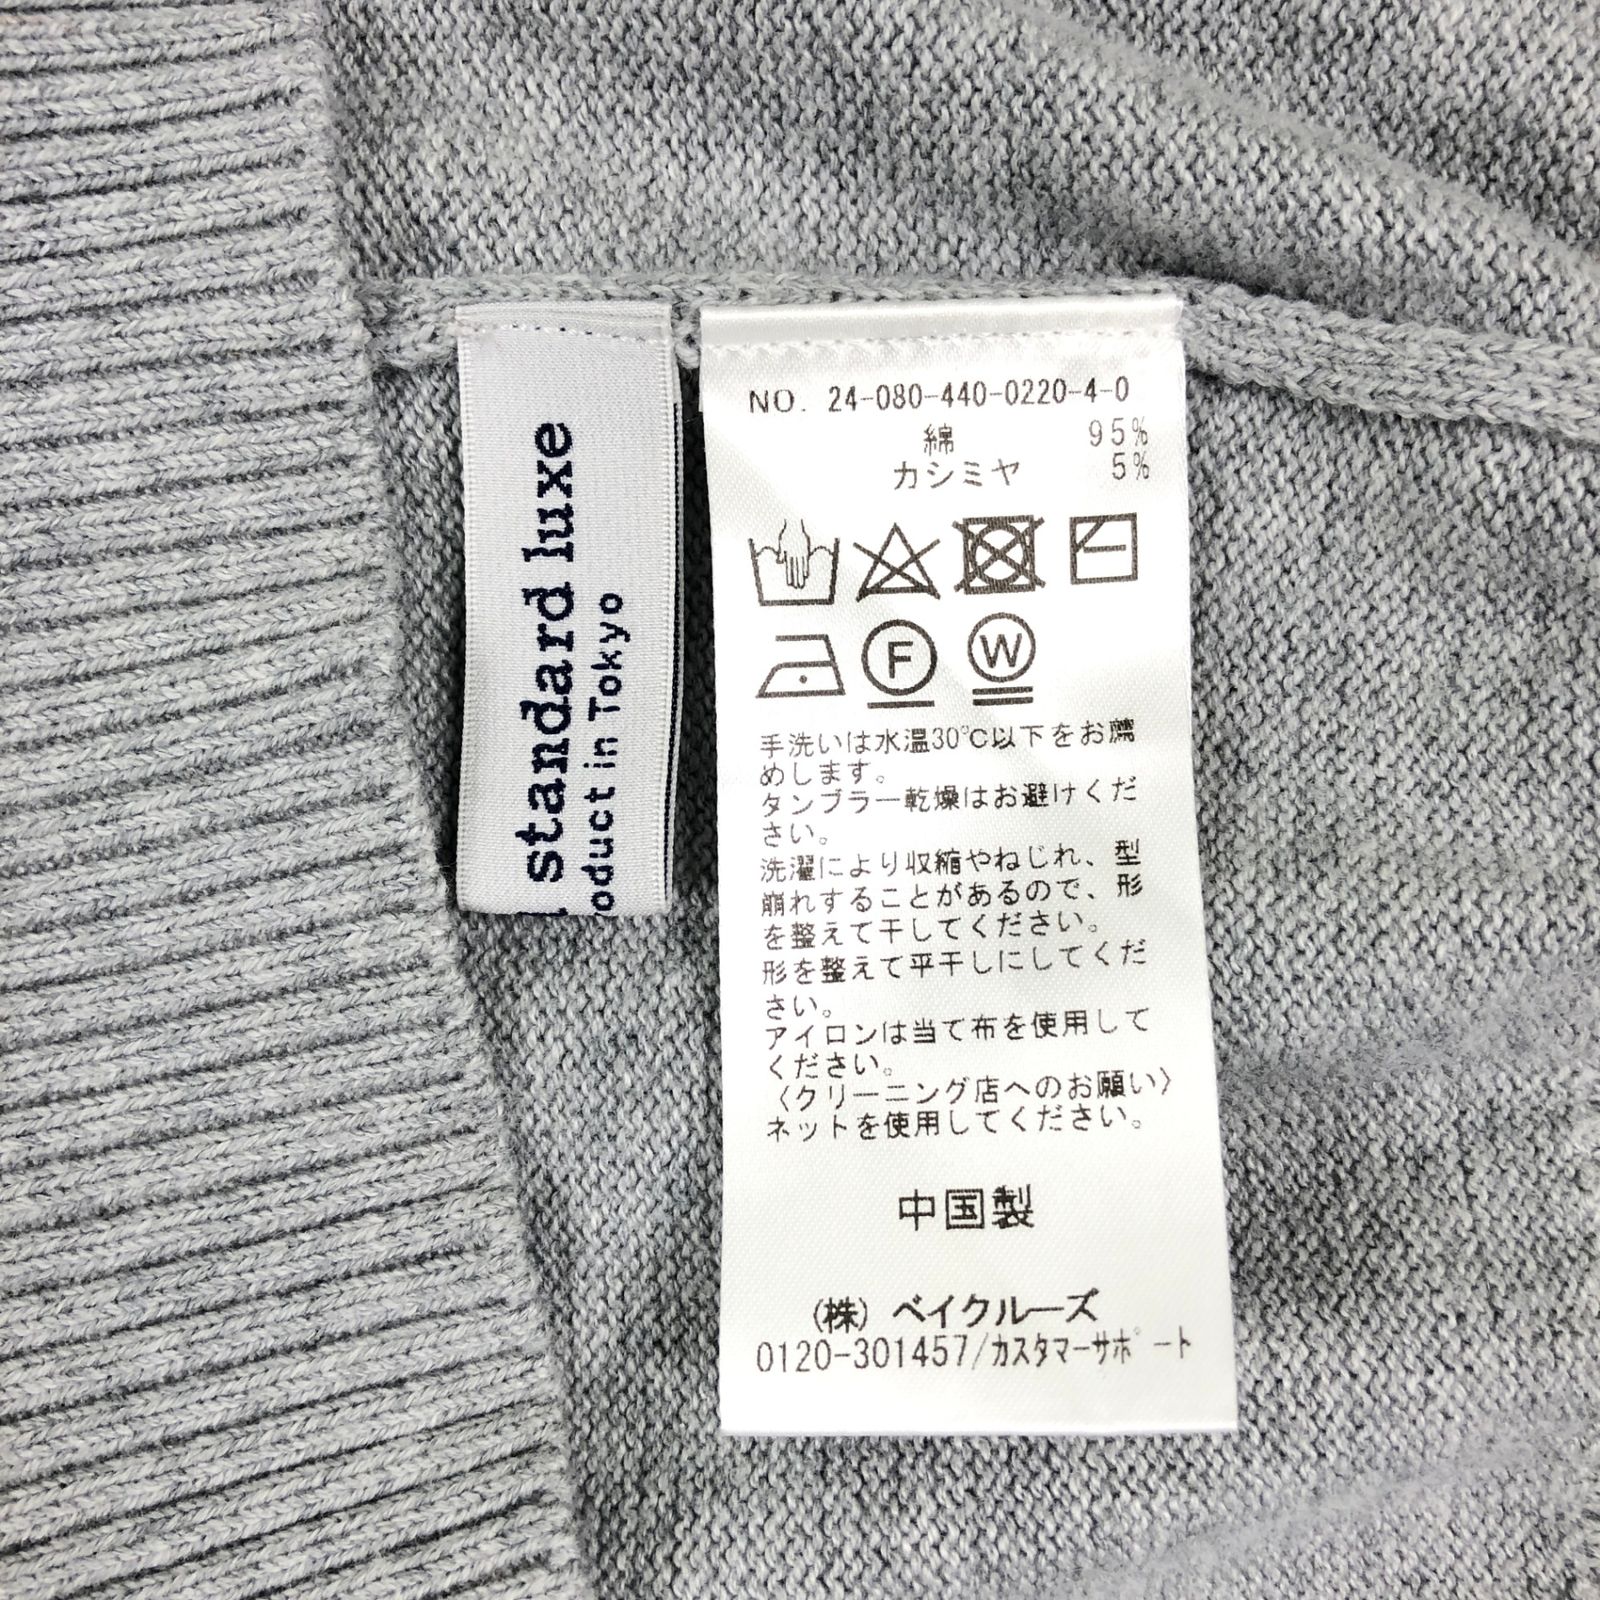 standard luxe
oduct in Tokyo
NO. 24-080-440-0220-4-0
綿 95%
カシミヤ 5%
F
W
手洗いは水温30℃以下をお薦
めします。
タンブラー乾燥はお避けくだ
さい。
洗濯により収縮やねじれ、型
崩れすることがあるので、形
を整えて干してください。
形を整えて平干しにしてくだ
さい。
アイロンは当て布を使用して
ください。
〈クリーニング店へのお願い〉
ネットを使用してください。
中国製
(株) ベイクルーズ
0120-301457/カスタマーサポート